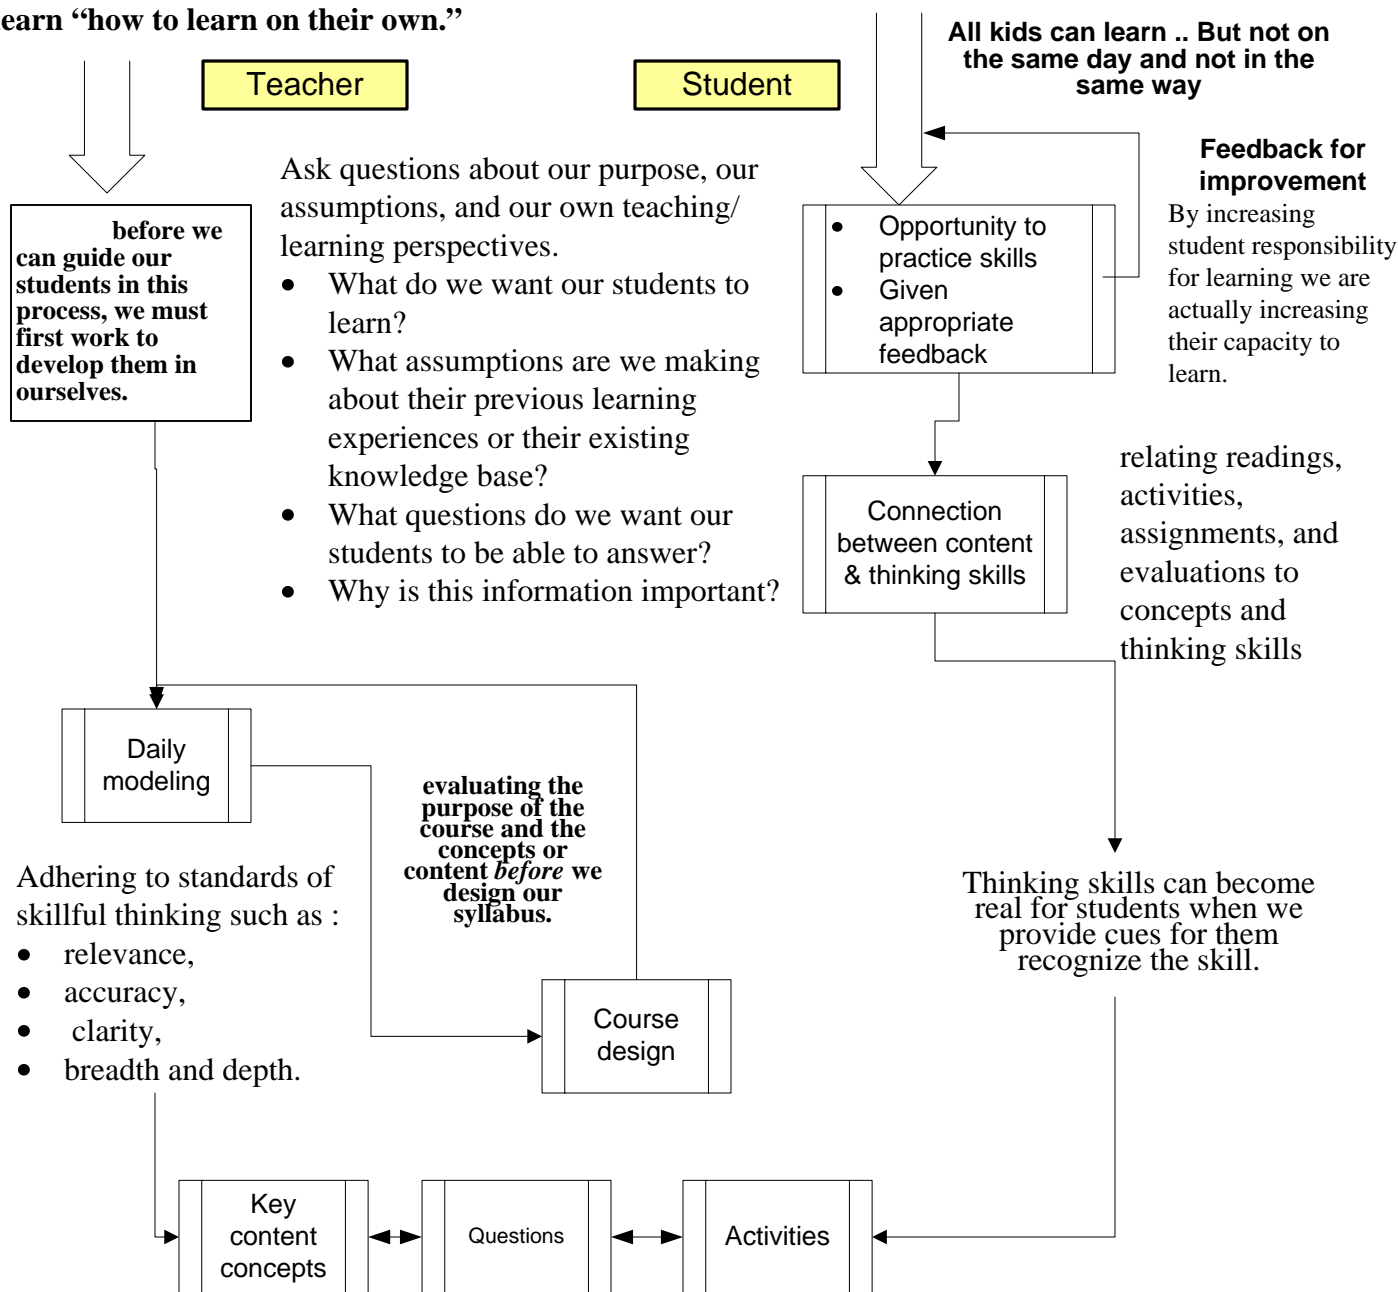 learn “how to learn on their own.”
Teacher
Student
All kids can learn .. But not on
the same day and not in the
same way
before we
can guide our
students in this
process, we must
first work to
develop them in
ourselves.
Ask questions about our purpose, our
assumptions, and our own teaching/
learning perspectives.
• What do we want our students to
learn?
• What assumptions are we making
about their previous learning
experiences or their existing
knowledge base?
• What questions do we want our
students to be able to answer?
• Why is this information important?
• Opportunity to
practice skills
• Given
appropriate
feedback
Feedback for
improvement
By increasing
student responsibility
for learning we are
actually increasing
their capacity to
learn.
Connection
between content
& thinking skills
relating readings,
activities,
assignments, and
evaluations to
concepts and
thinking skills
Daily
modeling
evaluating the
purpose of the
course and the
concepts or
content before we
design our
syllabus.
Adhering to standards of
skillful thinking such as :
• relevance,
• accuracy,
• clarity,
• breadth and depth.
Course
design
Thinking skills can become
real for students when we
provide cues for them
recognize the skill.
Key
content
concepts
Questions
Activities